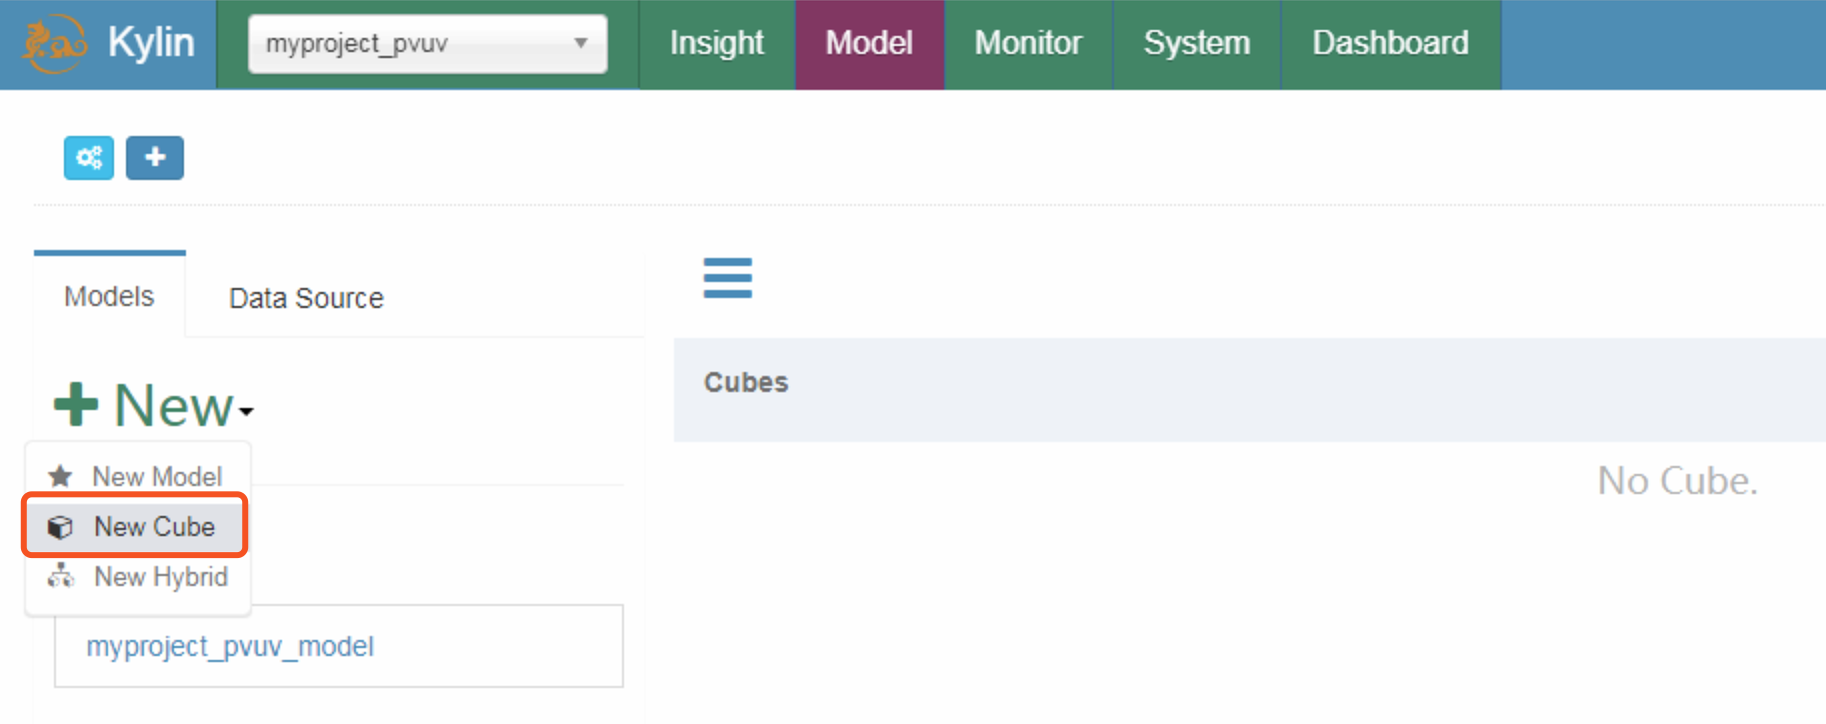 Kylin
myproject_pvuv
Insight
Model
Monitor
System
Dashboard
Models
Data Source
New
New Model
New Cube
New Hybrid
myproject_pvuv_model
Cubes
No Cube.